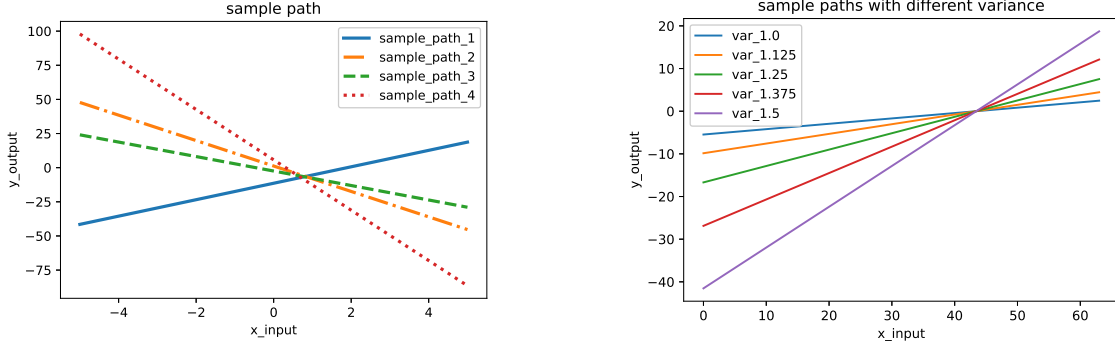 sample path
100
75
50
25
0
−25
−50
−75
y_output
sample_path_1
sample_path_2
sample_path_3
sample_path_4
−4
−2
0
2
4
x_input
sample paths with different variance
20
10
0
−10
−20
−30
−40
y_output
var_1.0
var_1.125
var_1.25
var_1.375
var_1.5
0
10
20
30
40
50
60
x_input